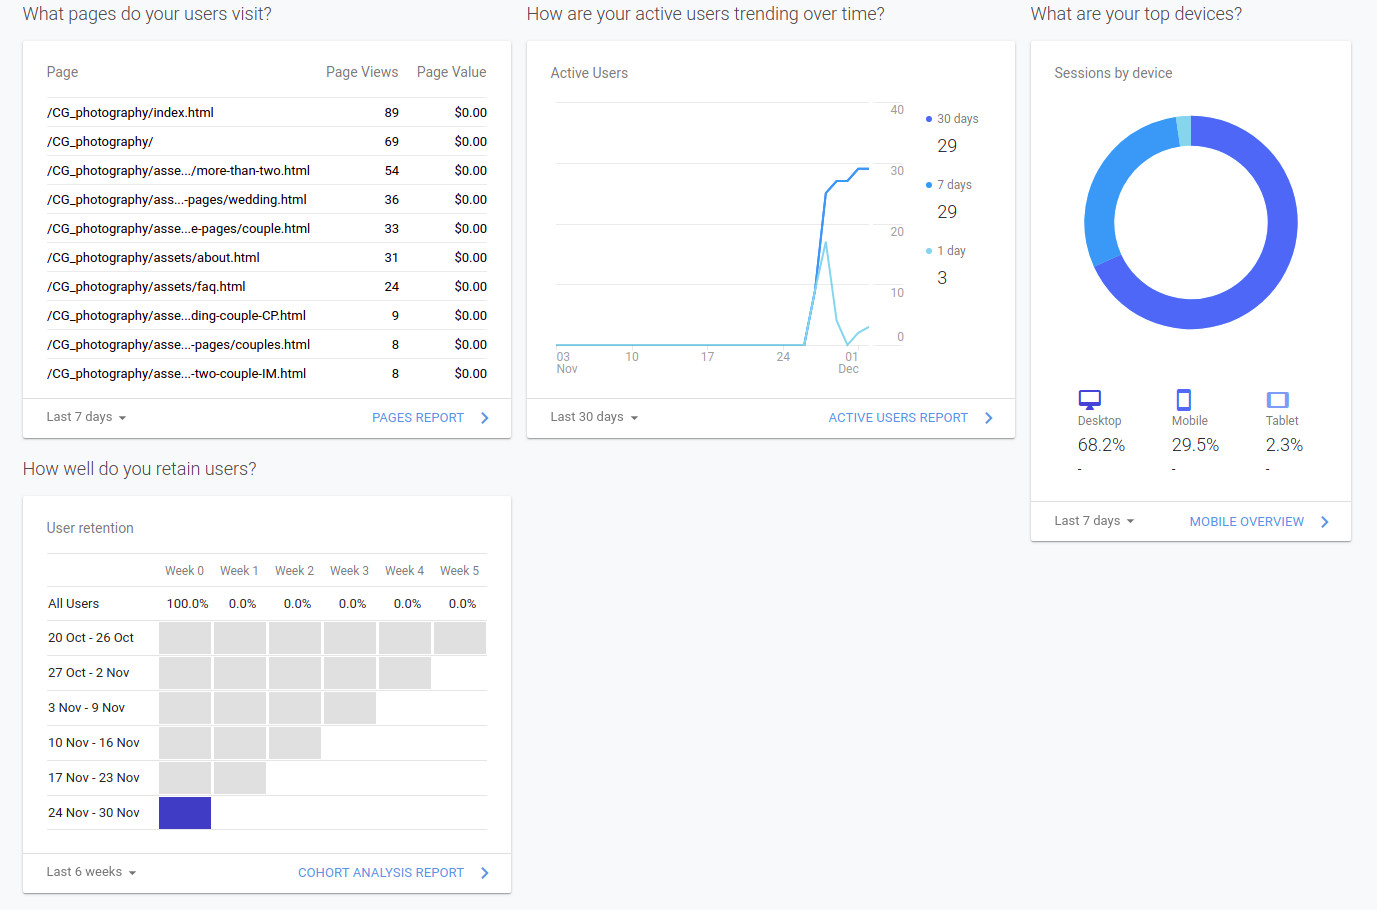 What pages do your users visit?
Page Page Views Page Value
/CG_photography/index.html 89 $0.00
/CG_photography/ 69 $0.00
/CG_photography/asse.../more-than-two.html 54 $0.00
/CG_photography/ass...-pages/wedding.html 36 $0.00
/CG_photography/asse...e-pages/couple.html 33 $0.00
/CG_photography/assets/about.html 31 $0.00
/CG_photography/assets/faq.html 24 $0.00
/CG_photography/asse...ding-couple-CP.html 9 $0.00
/CG_photography/asse...-pages/couples.html 8 $0.00
/CG_photography/asse...-two-couple-IM.html 8 $0.00
Last 7 days PAGES REPORT
How are your active users trending over time?
Active Users
40
30
20
10
0
03 10 17 24 01
Nov Dec
30 days
29
7 days
29
1 day
3
Last 30 days ACTIVE USERS REPORT
What are your top devices?
Sessions by device
Desktop Mobile Tablet
68.2% 29.5% 2.3%
- - -
Last 7 days MOBILE OVERVIEW
How well do you retain users?
User retention
Week 0 Week 1 Week 2 Week 3 Week 4 Week 5
All Users 100.0% 0.0% 0.0% 0.0% 0.0% 0.0%
20 Oct - 26 Oct
27 Oct - 2 Nov
3 Nov - 9 Nov
10 Nov - 16 Nov
17 Nov - 23 Nov
24 Nov - 30 Nov
Last 6 weeks COHORT ANALYSIS REPORT